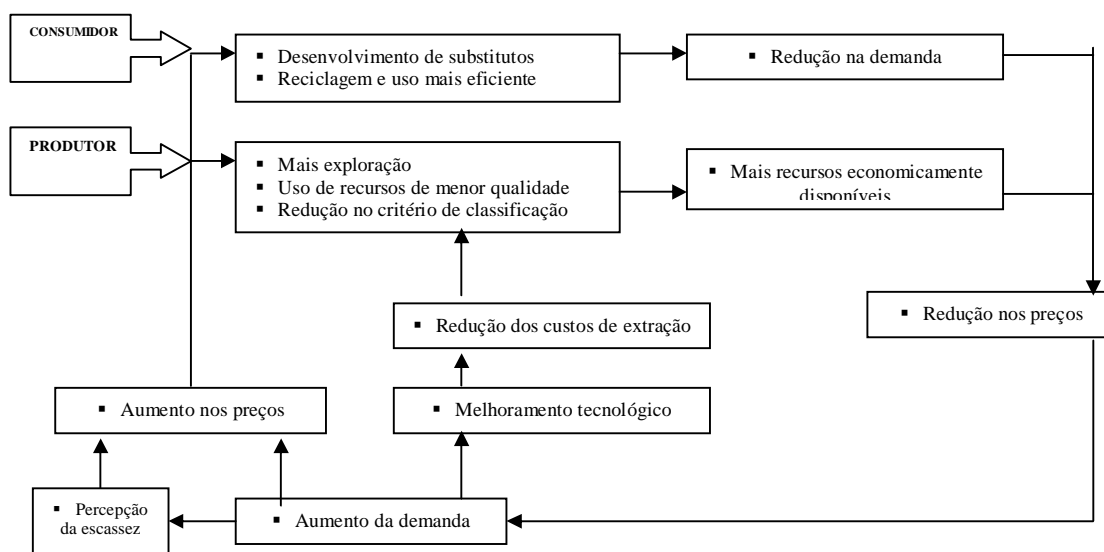 CONSUMIDOR
▪ Desenvolvimento de substitutos
▪ Reciclagem e uso mais eficiente
▪ Redução na demanda
PRODUTOR
▪ Mais exploração
▪ Uso de recursos de menor qualidade
▪ Redução no critério de classificação
▪ Mais recursos economicamente
disponíveis
▪ Redução dos custos de extração
▪ Redução nos preços
▪ Aumento nos preços
▪ Melhoramento tecnológico
▪ Percepção
da escassez
▪ Aumento da demanda